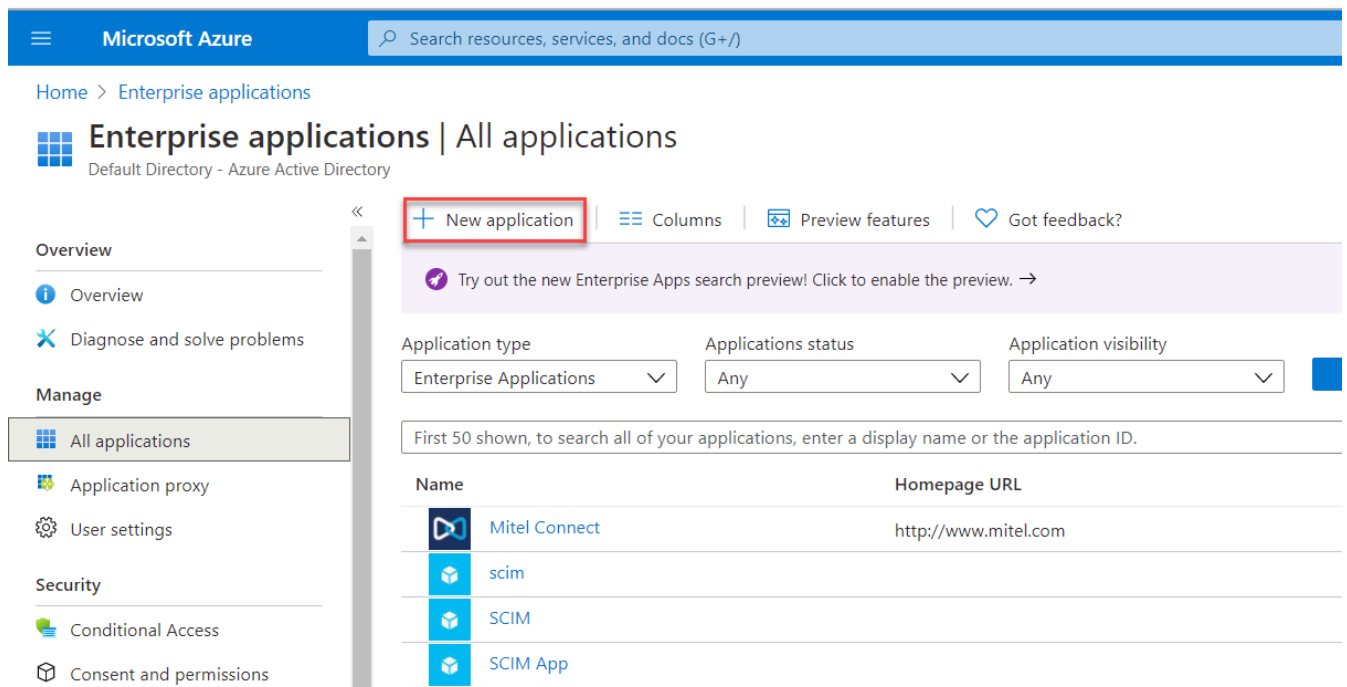 Microsoft Azure
Search resources, services, and docs (G+/)
Home > Enterprise applications
Enterprise applications | All applications
Default Directory - Azure Active Directory
«
New application
Columns
Preview features
Got feedback?
Overview
Try out the new Enterprise Apps search preview! Click to enable the preview. →
Overview
Diagnose and solve problems
Manage
All applications
Application proxy
User settings
Security
Conditional Access
Consent and permissions
Application type
Applications status
Application visibility
Enterprise Applications
Any
Any
First 50 shown, to search all of your applications, enter a display name or the application ID.
Name
Homepage URL
Mitel Connect
http://www.mitel.com
scim
SCIM
SCIM App